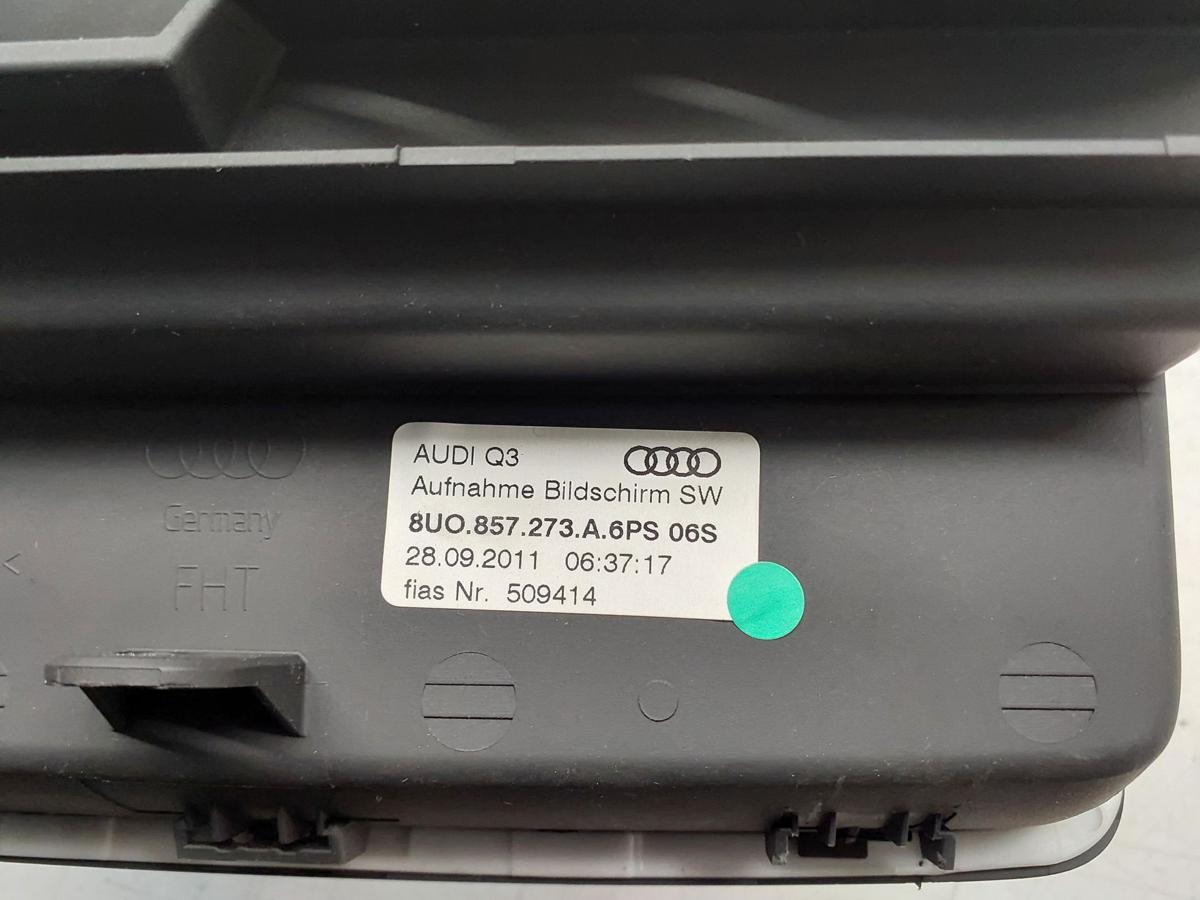 AUDI Q3
Aufnahme Bildschirm SW
8UO.857.273.A.6PS 06S
28.09.2011 06:37:17
fias Nr. 509414
Germany
FHT
<